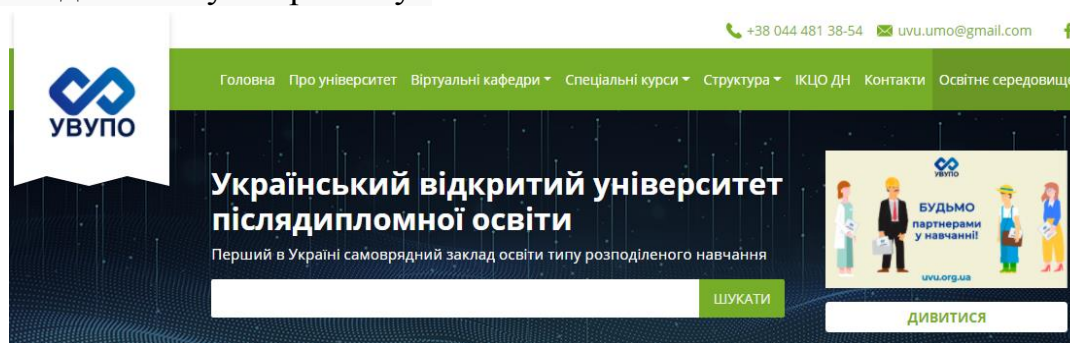 +38 044 481 38-54 uvu.umo@gmail.com
Головна Про університет Віртуальні кафедри Спеціальні курси Структура ІКЦО ДН Контакти Освітнє середовище
УВУПО
Український відкритий університет
післядипломної освіти
Перший в Україні самоврядний заклад освіти типу розподіленого навчання
ШУКАТИ
УВУПО
БУДЬМО
партнерами
у навчанні!
uvu.org.ua
ДИВИТИСЯ